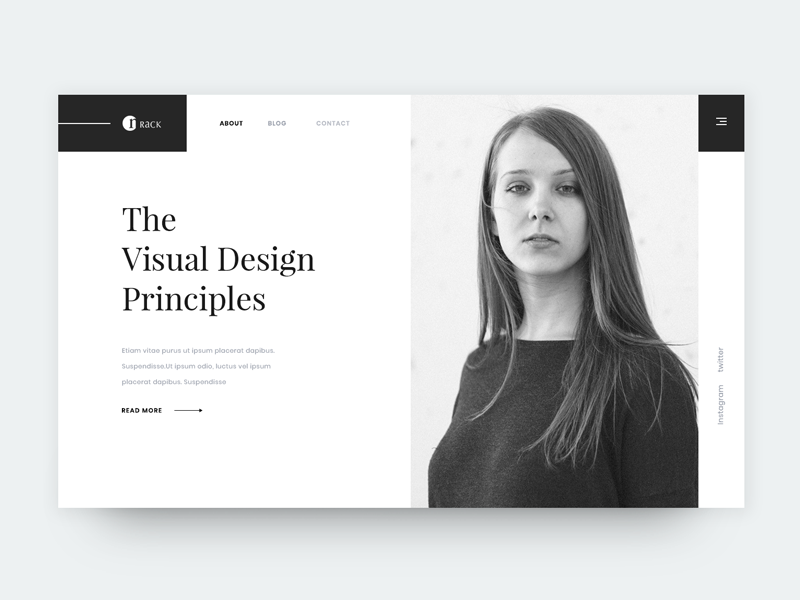 rack
ABOUT
BLOG
CONTACT
The
Visual Design
Principles
Etiam vitae purus ut ipsum placerat dapibus.
Suspendisse.Ut ipsum odio, luctus vel ipsum
placerat dapibus. Suspendisse
READ MORE
twitter
Instagram